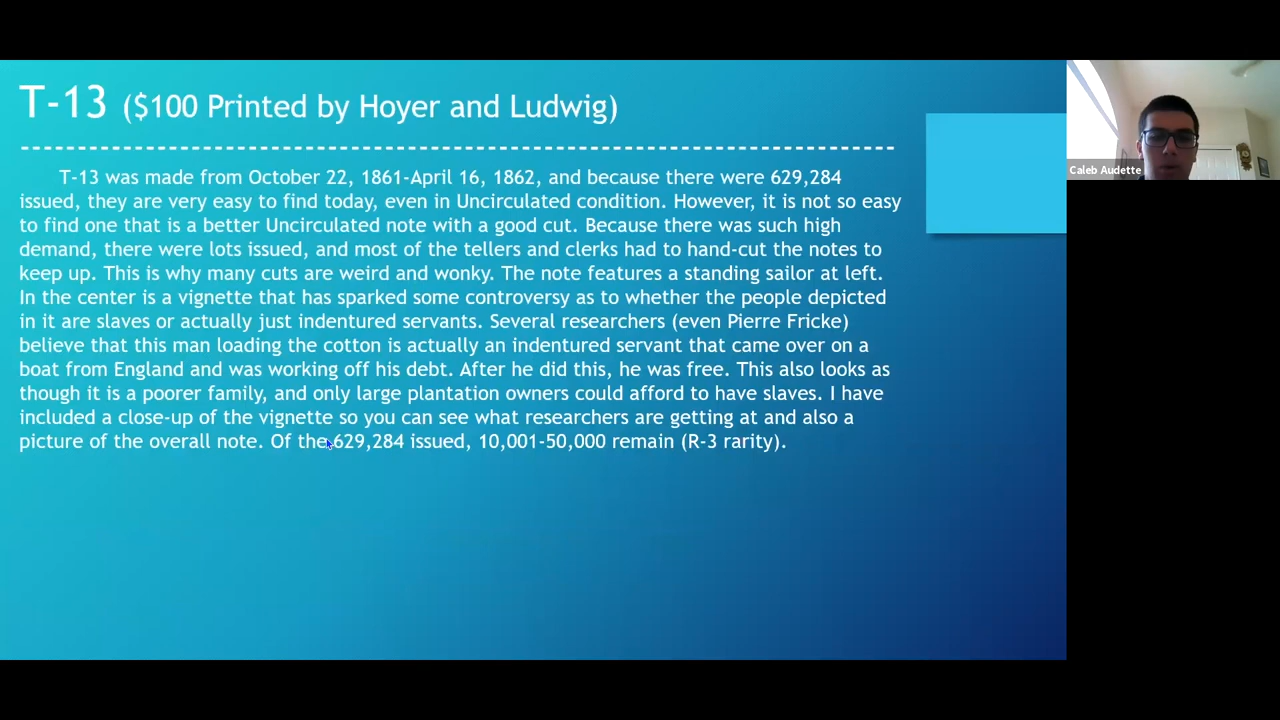 T-13 ($100 Printed by Hoyer and Ludwig)
T-13 was made from October 22, 1861-April 16, 1862, and because there were 629,284
issued, they are very easy to find today, even in Uncirculated condition. However, it is not so easy
to find one that is a better Uncirculated note with a good cut. Because there was such high
demand, there were lots issued, and most of the tellers and clerks had to hand-cut the notes to
keep up. This is why many cuts are weird and wonky. The note features a standing sailor at left.
In the center is a vignette that has sparked some controversy as to whether the people depicted
in it are slaves or actually just indentured servants. Several researchers (even Pierre Fricke)
believe that this man loading the cotton is actually an indentured servant that came over on a
boat from England and was working off his debt. After he did this, he was free. This also looks as
though it is a poorer family, and only large plantation owners could afford to have slaves. I have
included a close-up of the vignette so you can see what researchers are getting at and also a
picture of the overall note. Of the 629,284 issued, 10,001-50,000 remain (R-3 rarity).
Caleb Audette